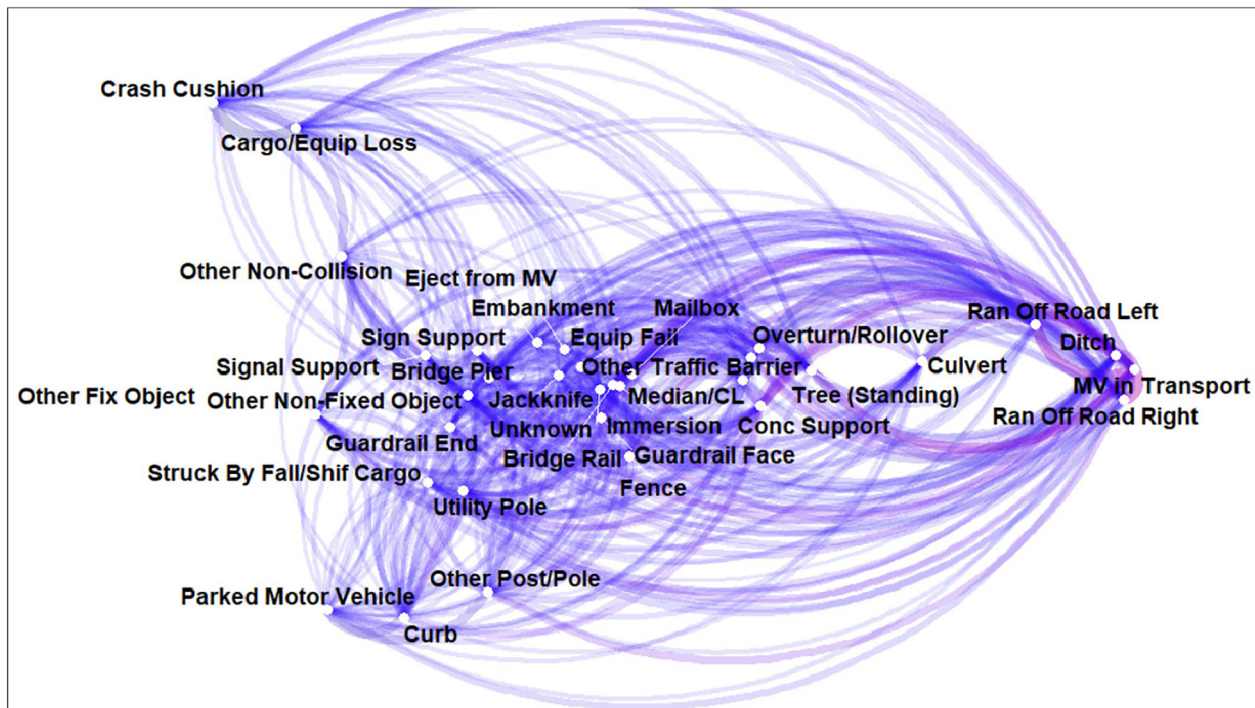 Crash Cushion
Cargo/Equip Loss
Other Non-Collision
Eject from MV
Embankment
Mailbox
Ran Off Road Left
Sign Support
Equip Fail
Overturn/Rollover
Ditch
Signal Support
Bridge Pier
Other Traffic Barrier
Culvert
MV in Transport
Other Fix Object
Other Non-Fixed Object
Jackknife
Median/CL
Tree (Standing)
Ran Off Road Right
Guardrail End
Unknown
Immersion
Conc Support
Bridge Rail
Guardrail Face
Struck By Fall/Shif Cargo
Fence
Utility Pole
Other Post/Pole
Parked Motor Vehicle
Curb